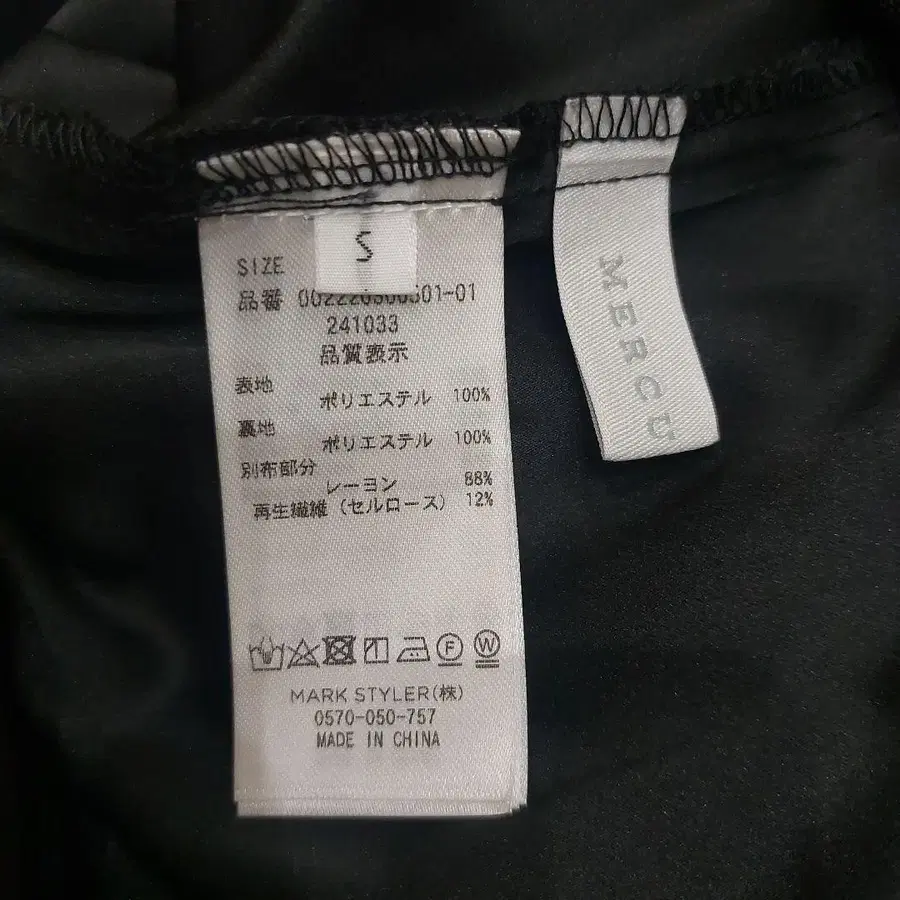 S
SIZE
品番 002220300501-01
241033
品質表示
表地
ポリエステル 100%
裏地
ポリエステル 100%
別布部分
レーヨン 88%
再生繊維（セルロース） 12%
F W
MARK STYLER(株)
0570-050-757
MADE IN CHINA
MERCU